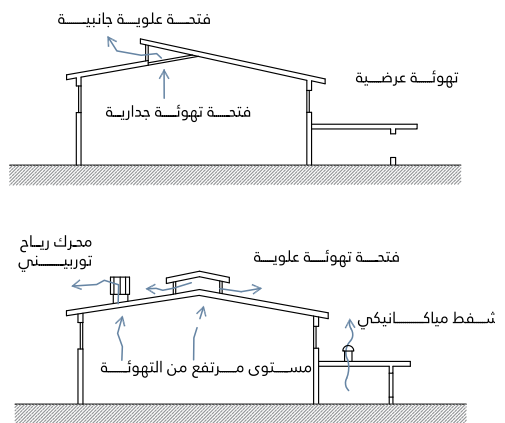 فتحة علوية جانبية
تهوئة عرضية
فتحة تهوئة جدارية
محرك رياح
توربيني
فتحة تهوئة علوية
شفط مياكانيكي
مستوى مرتفع من التهوئة